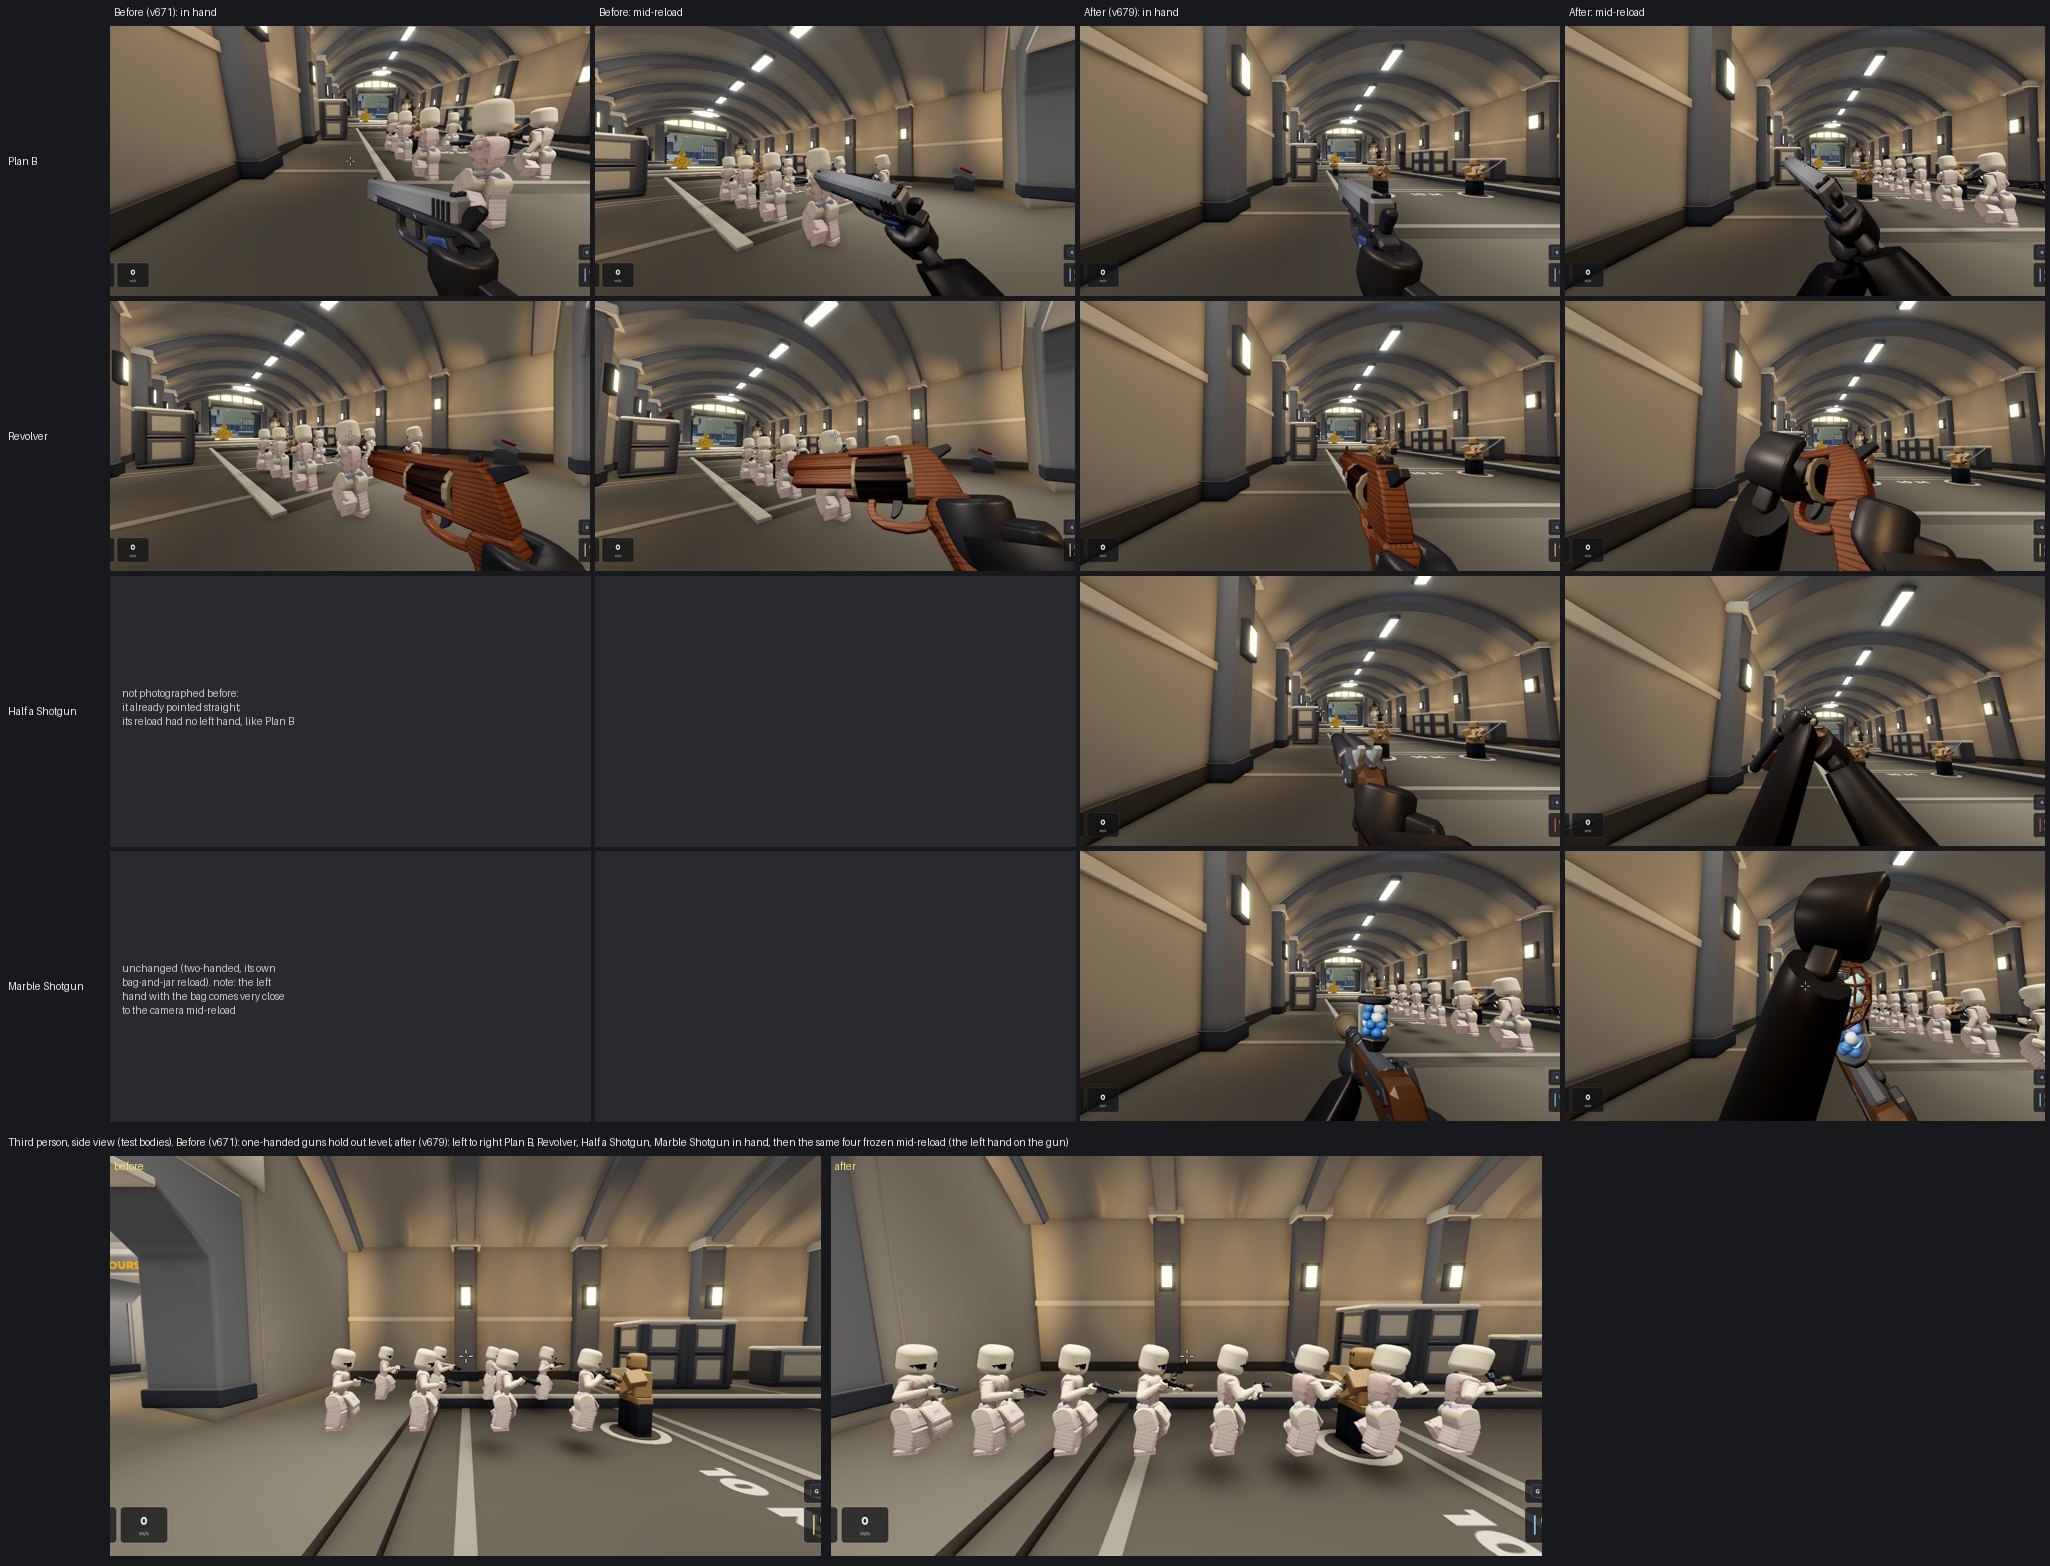 Before (v671): in hand
Before: mid-reload
After (v679): in hand
After: mid-reload
Plan B
0
m/s
0
m/s
0
m/s
0
m/s
Revolver
0
m/s
0
m/s
0
m/s
0
m/s
Half a Shotgun
not photographed before:
it already pointed straight;
its reload had no left hand, like Plan B
0
m/s
0
m/s
Marble Shotgun
unchanged (two-handed, its own
bag-and-jar reload). note: the left
hand with the bag comes very close
to the camera mid-reload
0
m/s
0
m/s
Third person, side view (test bodies). Before (v671): one-handed guns hold out level; after (v679): left to right Plan B, Revolver, Half a Shotgun, Marble Shotgun in hand, then the same four frozen mid-reload (the left hand on the gun)
before
OURS
10
G
0
m/s
after
10
G
0
m/s